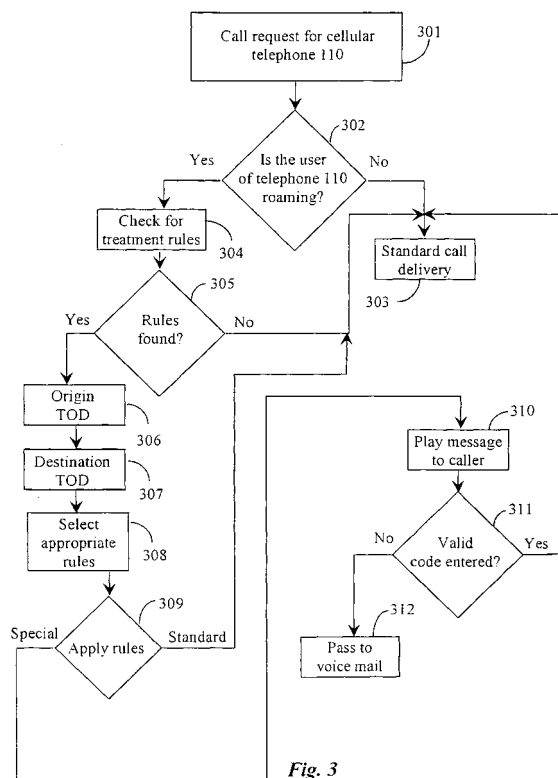 Call request for cellular
telephone 110
301
302
Is the user
of telephone 110
roaming?
Yes
No
Check for
treatment rules
304
Standard call
delivery
303
305
Rules
found?
Yes
No
Origin
TOD
306
Destination
TOD
307
Select
appropriate
rules
308
309
Apply rules
Special
Standard
310
Play message
to caller
311
Valid
code entered?
No
Yes
312
Pass to
voice mail
Fig. 3